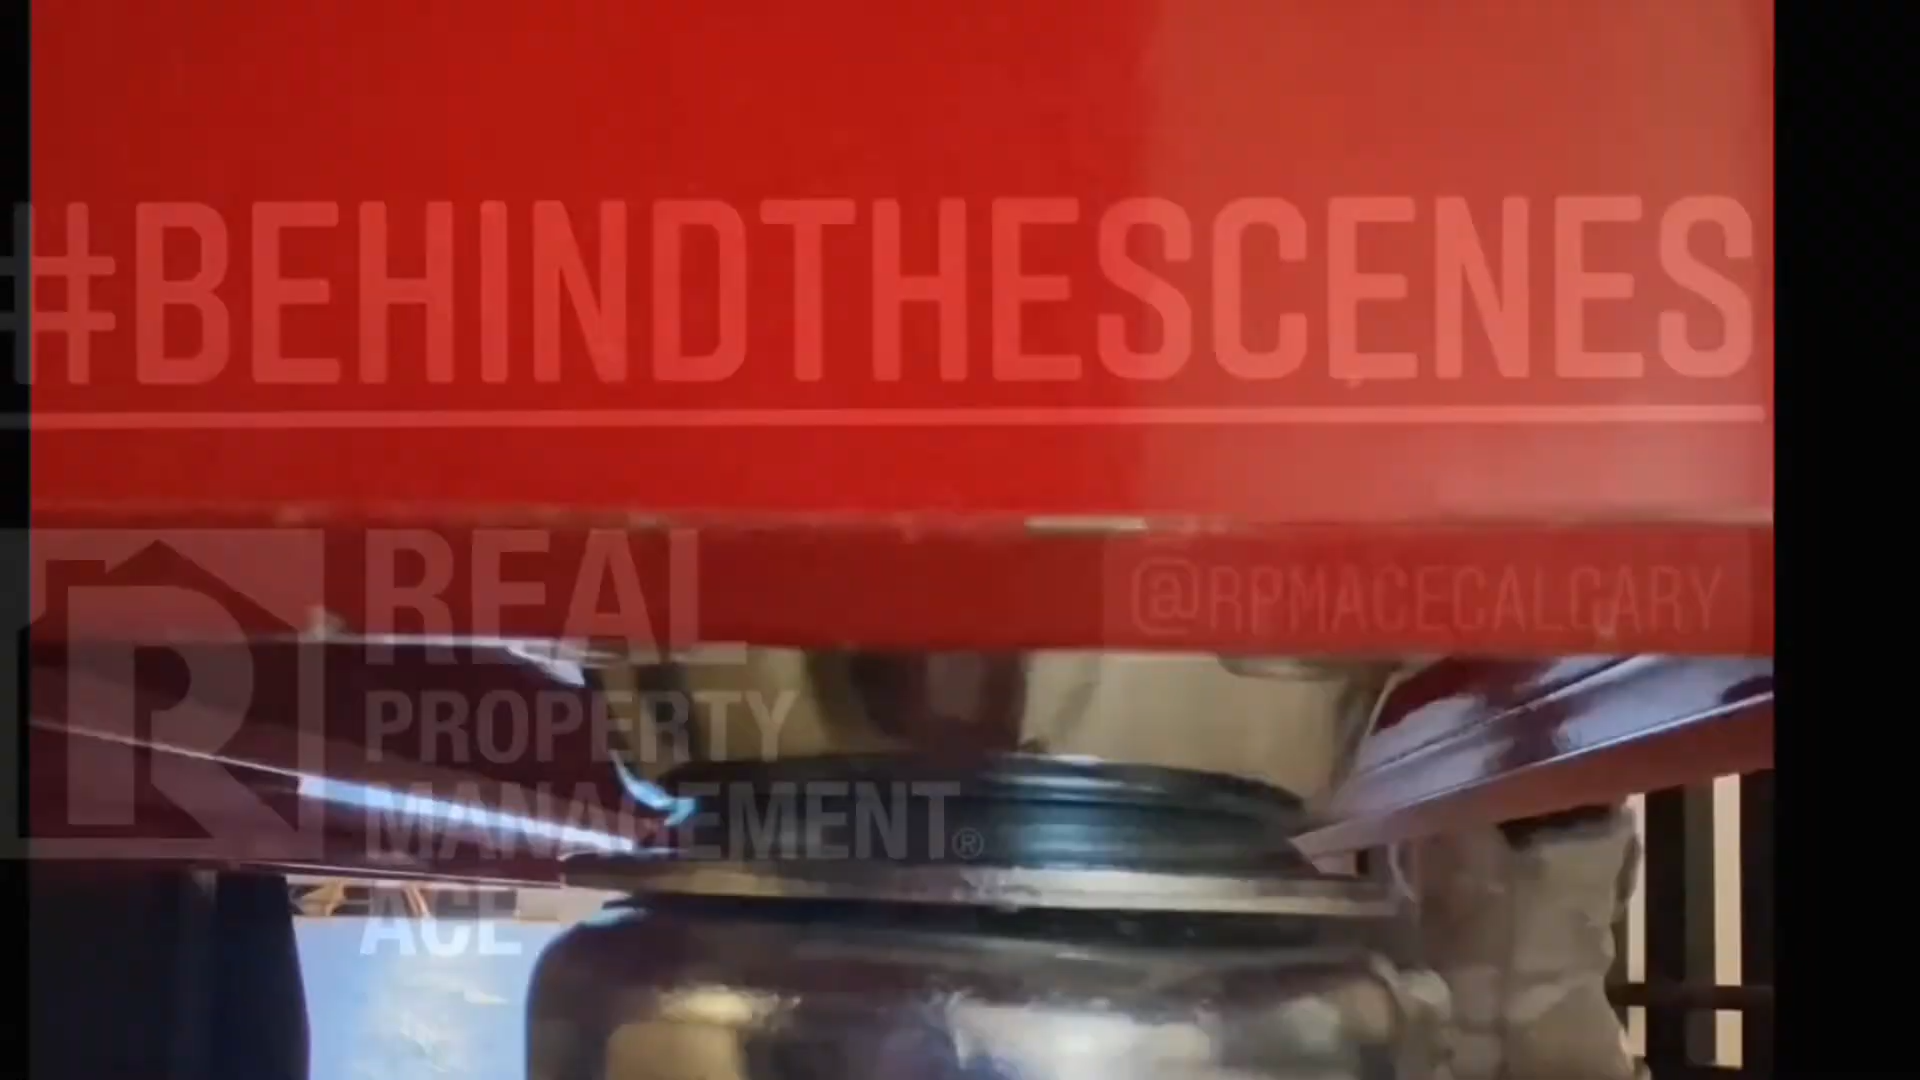 #BEHINDTHESCENES
@RPMACECALGARY
REAL
PROPERTY
MANAGEMENT®
ACE